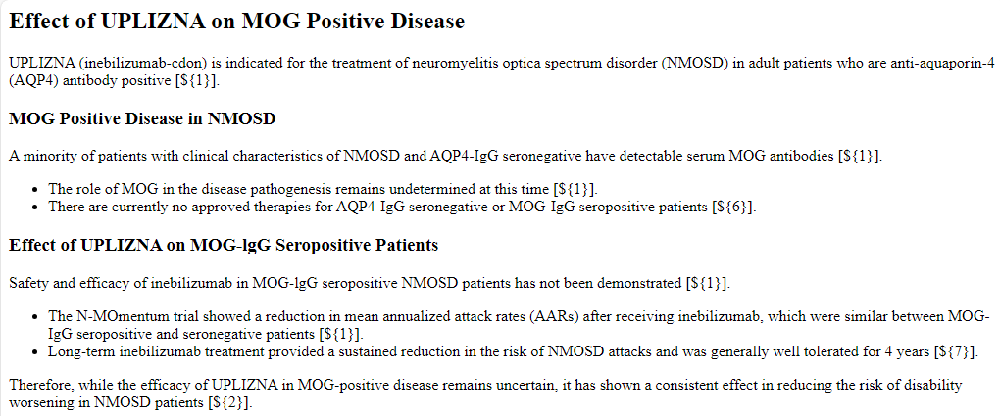 Effect of UPLIZNA on MOG Positive Disease
UPLIZNA (inebilizumab-cdon) is indicated for the treatment of neuromyelitis optica spectrum disorder (NMOSD) in adult patients who are anti-aquaporin-4
(AQP4) antibody positive [${1}].
MOG Positive Disease in NMOSD
A minority of patients with clinical characteristics of NMOSD and AQP4-IgG seronegative have detectable serum MOG antibodies [${1}].
• The role of MOG in the disease pathogenesis remains undetermined at this time [${1}].
• There are currently no approved therapies for AQP4-IgG seronegative or MOG-IgG seropositive patients [${6}].
Effect of UPLIZNA on MOG-lgG Seropositive Patients
Safety and efficacy of inebilizumab in MOG-lgG seropositive NMOSD patients has not been demonstrated [${1}].
• The N-MOmentum trial showed a reduction in mean annualized attack rates (AARs) after receiving inebilizumab, which were similar between MOG-
IgG seropositive and seronegative patients [${1}].
• Long-term inebilizumab treatment provided a sustained reduction in the risk of NMOSD attacks and was generally well tolerated for 4 years [${7}].
Therefore, while the efficacy of UPLIZNA in MOG-positive disease remains uncertain, it has shown a consistent effect in reducing the risk of disability
worsening in NMOSD patients [${2}].